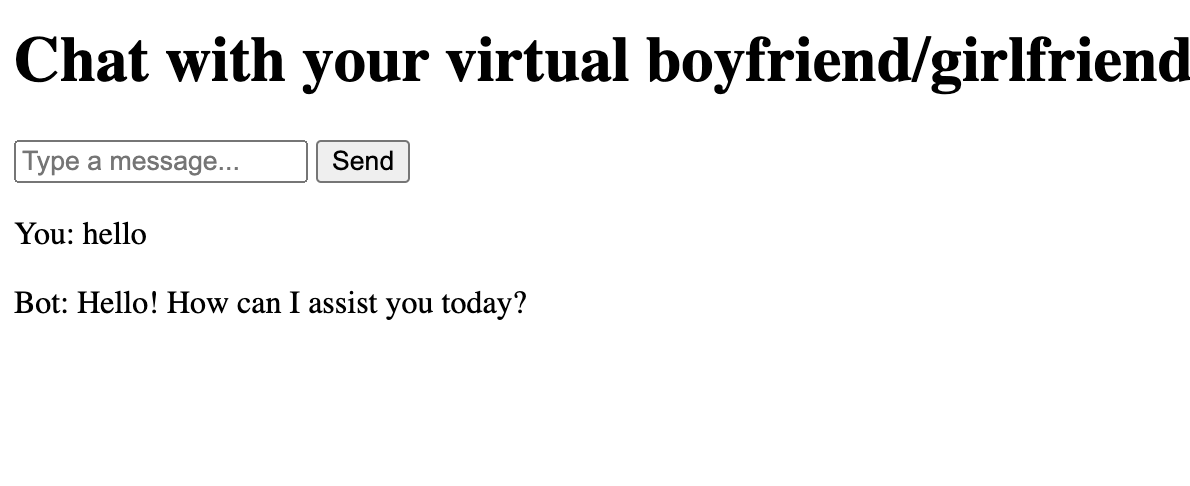 Chat with your virtual boyfriend/girlfriend
Type a message... Send
You: hello
Bot: Hello! How can I assist you today?